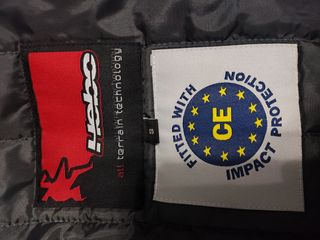 Hebo
all terrain technology
S
FITTED WITH
CE
IMPACT PROTECTION